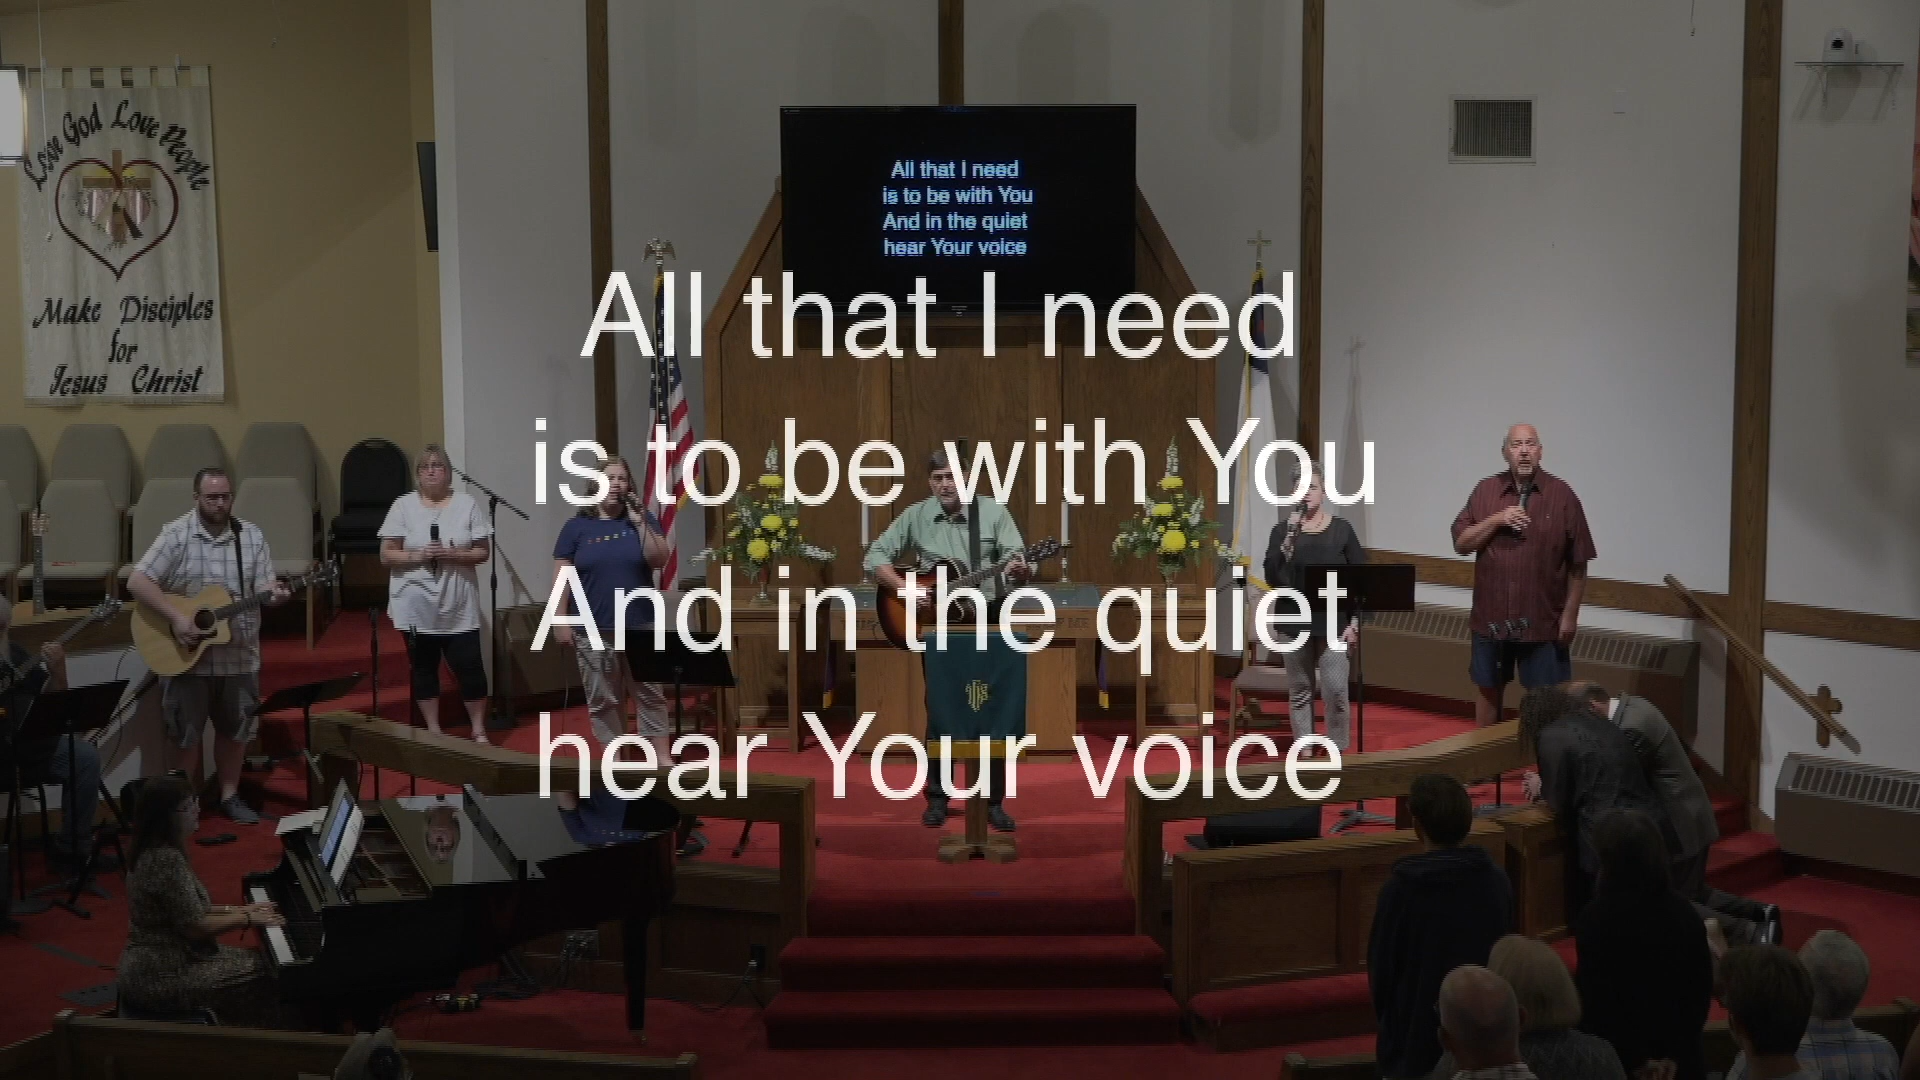 Love God Love People
Make Disciples
for
Jesus Christ
All that I need
is to be with You
And in the quiet
hear Your voice
All that I need
is to be with You
And in the quiet
hear Your voice